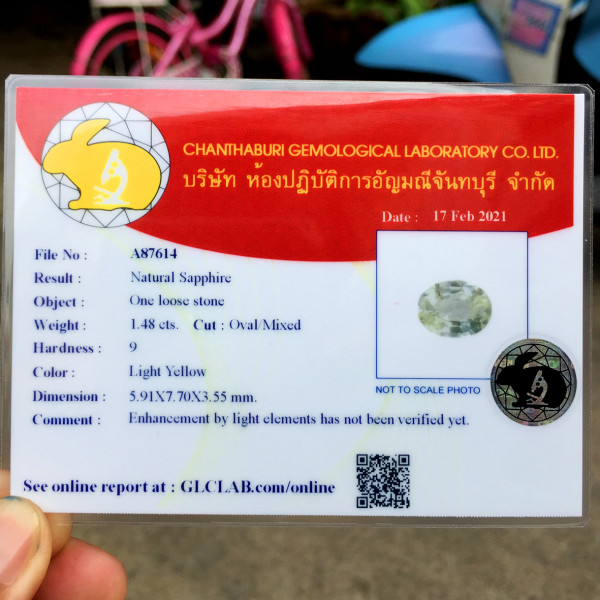 CHANTHABURI GEMOLOGICAL LABORATORY CO. LTD.
บริษัท ห้องปฏิบัติการอัญมณีจันทบุรี จำกัด
Date : 17 Feb 2021
File No : A87614
Result : Natural Sapphire
Object : One loose stone
Weight : 1.48 cts. Cut : Oval/Mixed
Hardness : 9
Color : Light Yellow
Dimension : 5.91X7.70X3.55 mm.
Comment : Enhancement by light elements has not been verified yet.
NOT TO SCALE PHOTO
See online report at : GLCLAB.com/online